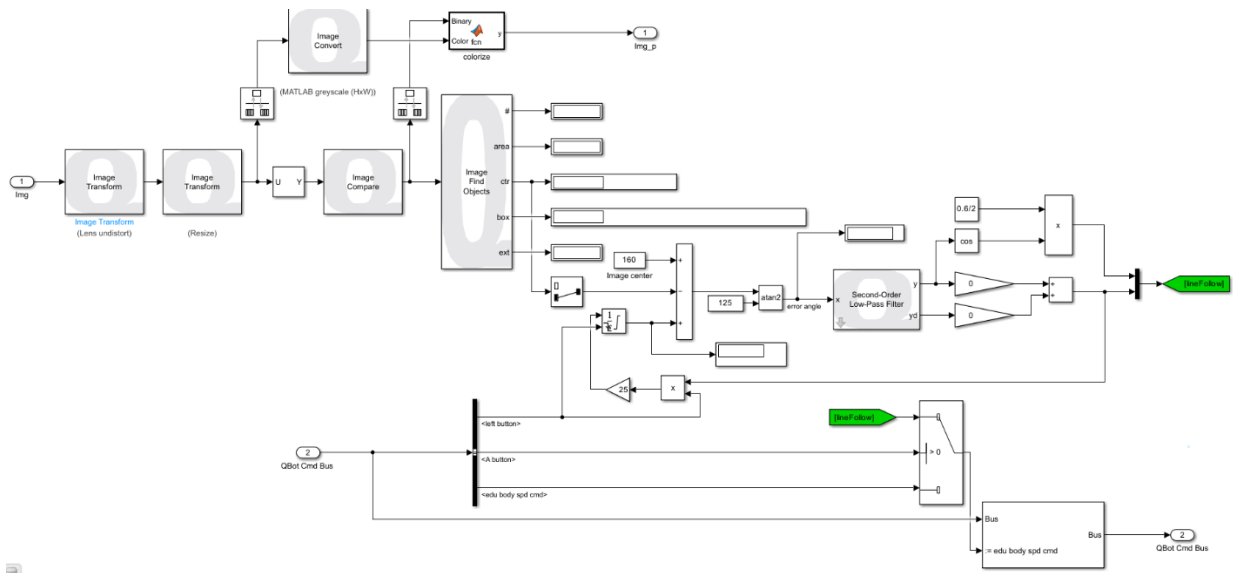 Image
Convert
(MATLAB greyscale (HxW))
Binary
Color
fcn
y
colorize
1
Img_p
1
Img
Image
Transform
Image Transform
(Lens undistort)
Image
Transform
(Resize)
U
Y
Image
Compare
Image
Find
Objects
#
area
ctr
box
ext
160
Image center
+
-
+
125
atan2
error angle
x
Second-Order
Low-Pass Filter
y
yd
0.6/2
cos
x
0
0
+
+
[lineFollow]
25
x
<left button>
<A button>
<edu body spd cmd>
2
QBot Cmd Bus
[lineFollow]
> 0
Bus
:= edu body spd cmd
Bus
2
QBot Cmd Bus